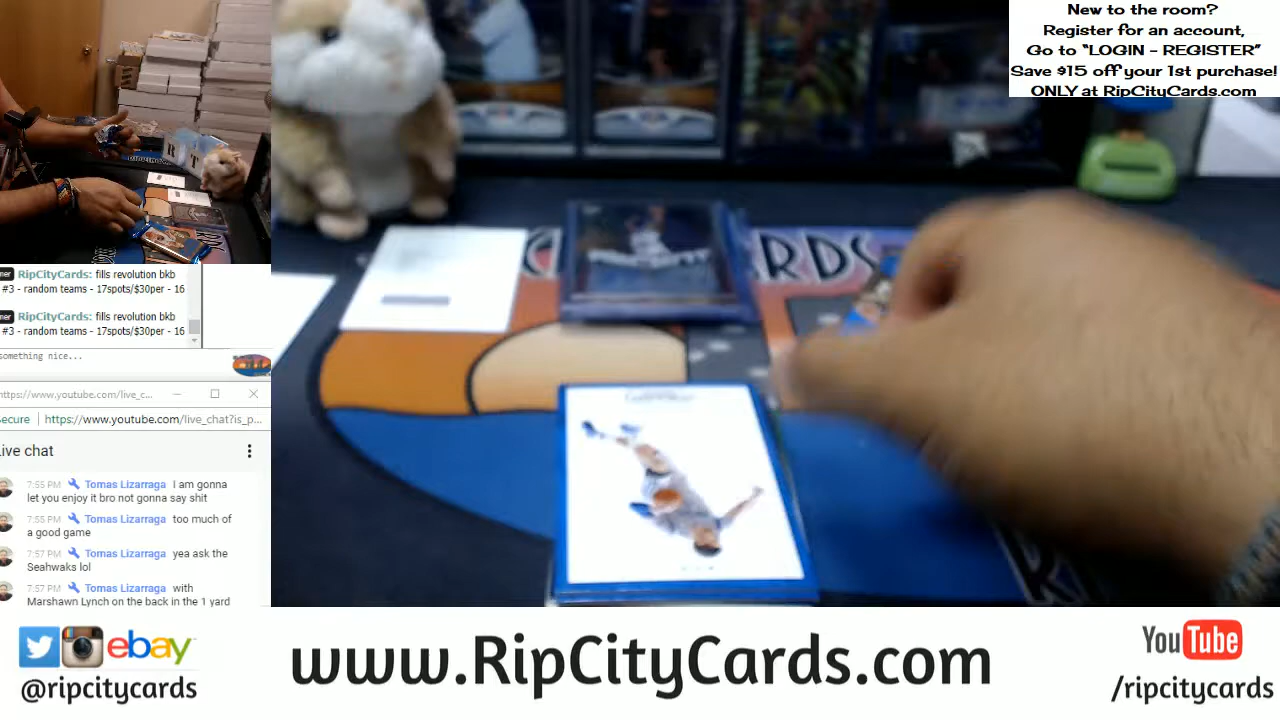 New to the room?
Register for an account,
Go to “LOGIN - REGISTER”
Save $15 off your 1st purchase!
ONLY at RipCityCards.com
RipCityCards: fills revolution bkb
#3 - random teams - 17spots/$30per - 16
RipCityCards: fills revolution bkb
#3 - random teams - 17spots/$30per - 16
something nice...
https://www.youtube.com/live_c...
https://www.youtube.com/live_chat?is_p...
Live chat
7:55 PM Tomas Lizarraga I am gonna
let you enjoy it bro not gonna say shit
7:55 PM Tomas Lizarraga too much of
a good game
7:57 PM Tomas Lizarraga yea ask the
Seahwaks lol
7:57 PM Tomas Lizarraga with
Marshawn Lynch on the back in the 1 yard
ebay
@ripcitycards
www.RipCityCards.com
YouTube
/ripcitycards